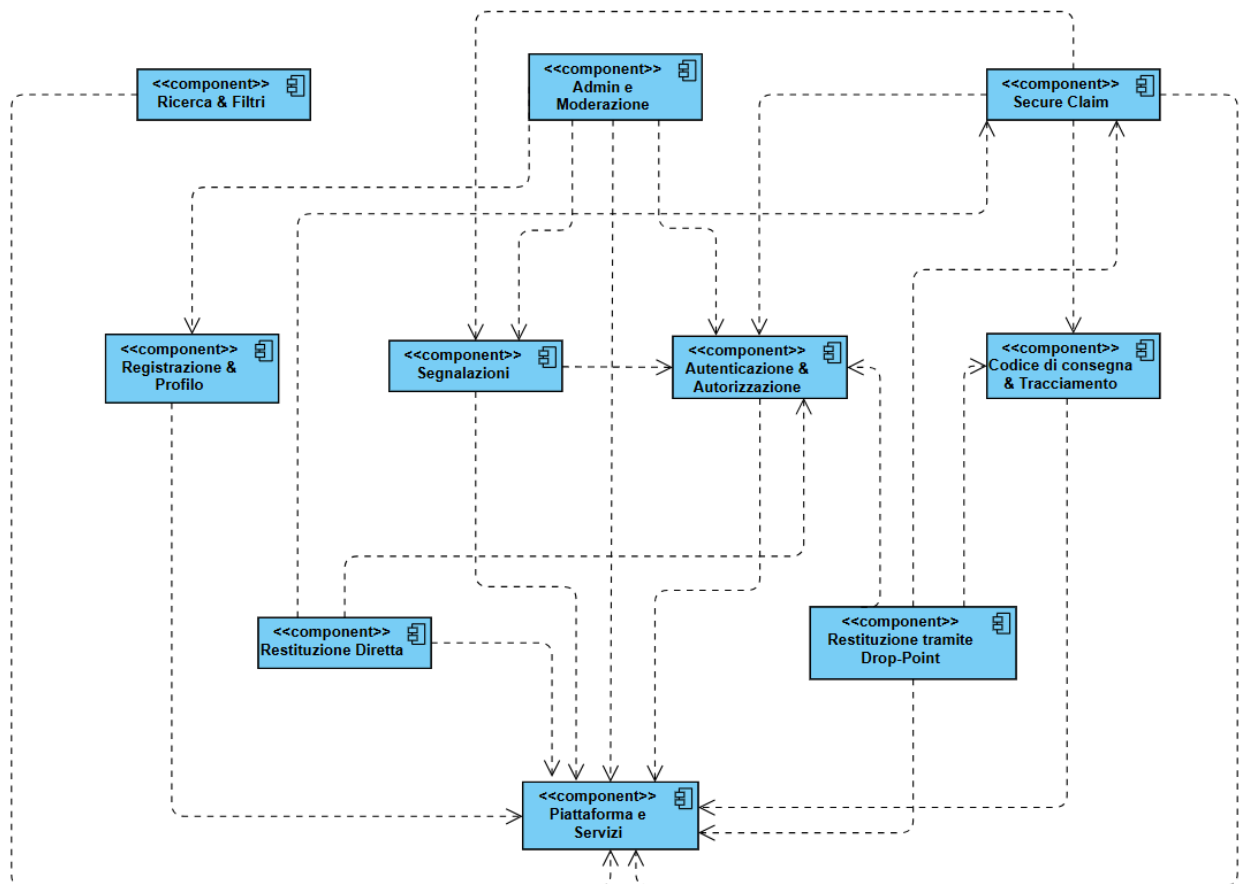 <<component>>
Ricerca & Filtri
<<component>>
Admin e
Moderazione
<<component>>
Secure Claim
<<component>>
Registrazione &
Profilo
<<component>>
Segnalazioni
<<component>>
Autenticazione &
Autorizzazione
<<component>>
Codice di consegna
& Tracciamento
<<component>>
Restituzione Diretta
<<component>>
Restituzione tramite
Drop-Point
<<component>>
Piattaforma e
Servizi